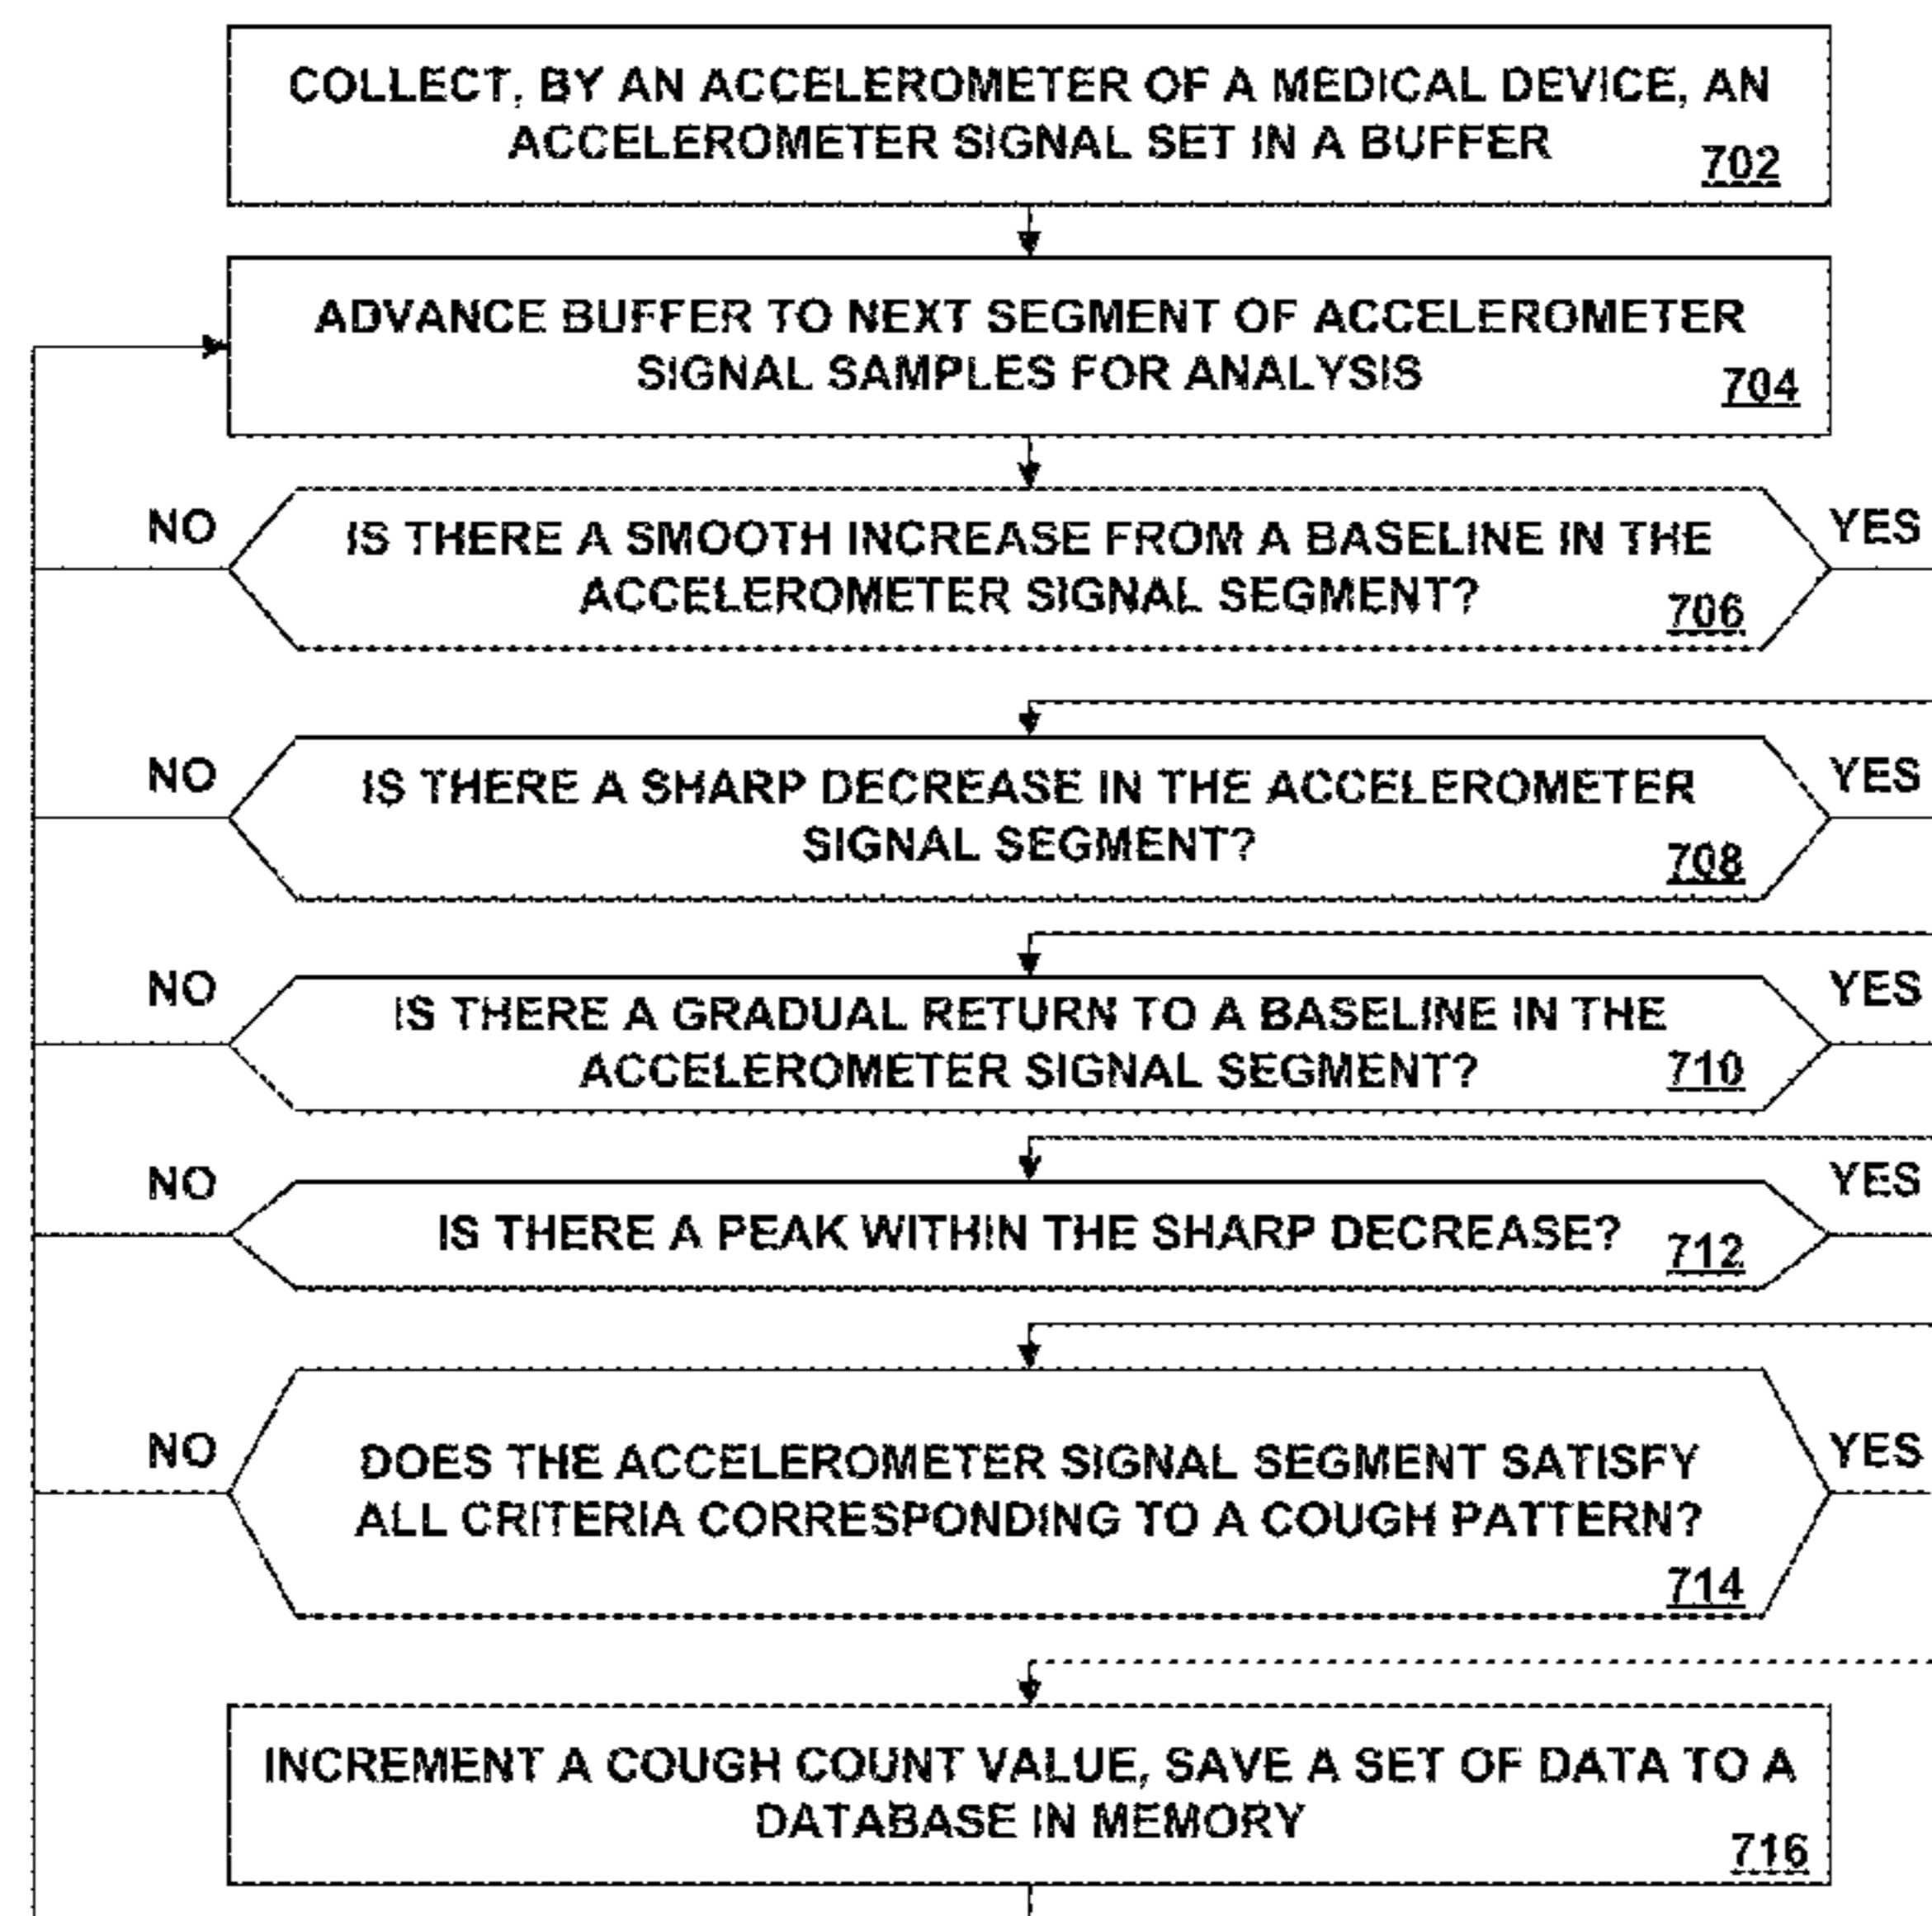 COLLECT, BY AN ACCELEROMETER OF A MEDICAL DEVICE, AN
ACCELEROMETER SIGNAL SET IN A BUFFER
702
ADVANCE BUFFER TO NEXT SEGMENT OF ACCELEROMETER
SIGNAL SAMPLES FOR ANALYSIS
704
NO
IS THERE A SMOOTH INCREASE FROM A BASELINE IN THE
ACCELEROMETER SIGNAL SEGMENT?
706
YES
NO
IS THERE A SHARP DECREASE IN THE ACCELEROMETER
SIGNAL SEGMENT?
708
YES
NO
IS THERE A GRADUAL RETURN TO A BASELINE IN THE
ACCELEROMETER SIGNAL SEGMENT?
710
YES
NO
IS THERE A PEAK WITHIN THE SHARP DECREASE?
712
YES
NO
DOES THE ACCELEROMETER SIGNAL SEGMENT SATISFY
ALL CRITERIA CORRESPONDING TO A COUGH PATTERN?
714
YES
INCREMENT A COUGH COUNT VALUE, SAVE A SET OF DATA TO A
DATABASE IN MEMORY
716